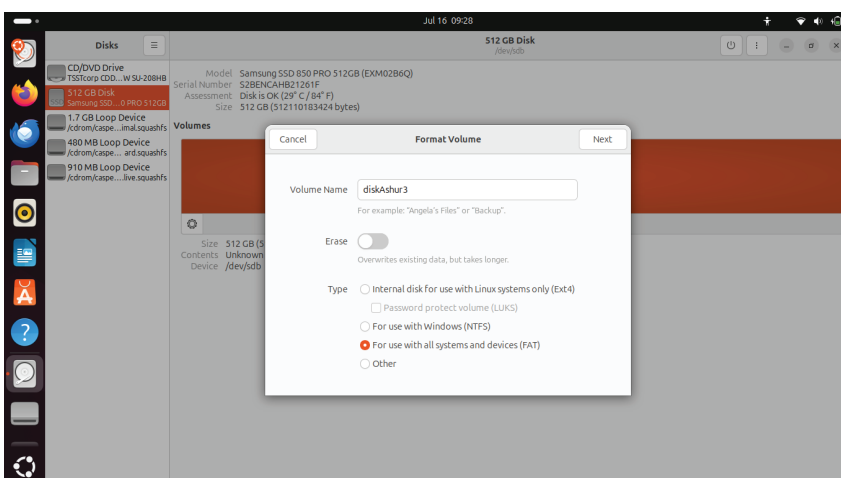 Jul 16 09:28
Disks
512 GB Disk
/dev/sdb
CD/DVD Drive
TSSTcorp CDD...W SU-208HB
512 GB Disk
Samsung SSD...0 PRO 512GB
1.7 GB Loop Device
/cdrom/caspe...imal.squashfs
480 MB Loop Device
/cdrom/caspe... ard.squashfs
910 MB Loop Device
/cdrom/caspe....live.squashfs
Model Samsung SSD 850 PRO 512GB (EXM02B6Q)
Serial Number S2BENCAHB21261F
Assessment Disk is OK (29° C / 84° F)
Size 512 GB (512110183424 bytes)
Volumes
Size 512 GB (5
Contents Unknown
Device /dev/sdb
Cancel
Format Volume
Next
Volume Name diskAshur3
For example: “Angela’s Files” or “Backup”.
Erase
Overwrites existing data, but takes longer.
Type Internal disk for use with Linux systems only (Ext4)
Password protect volume (LUKS)
For use with Windows (NTFS)
For use with all systems and devices (FAT)
Other